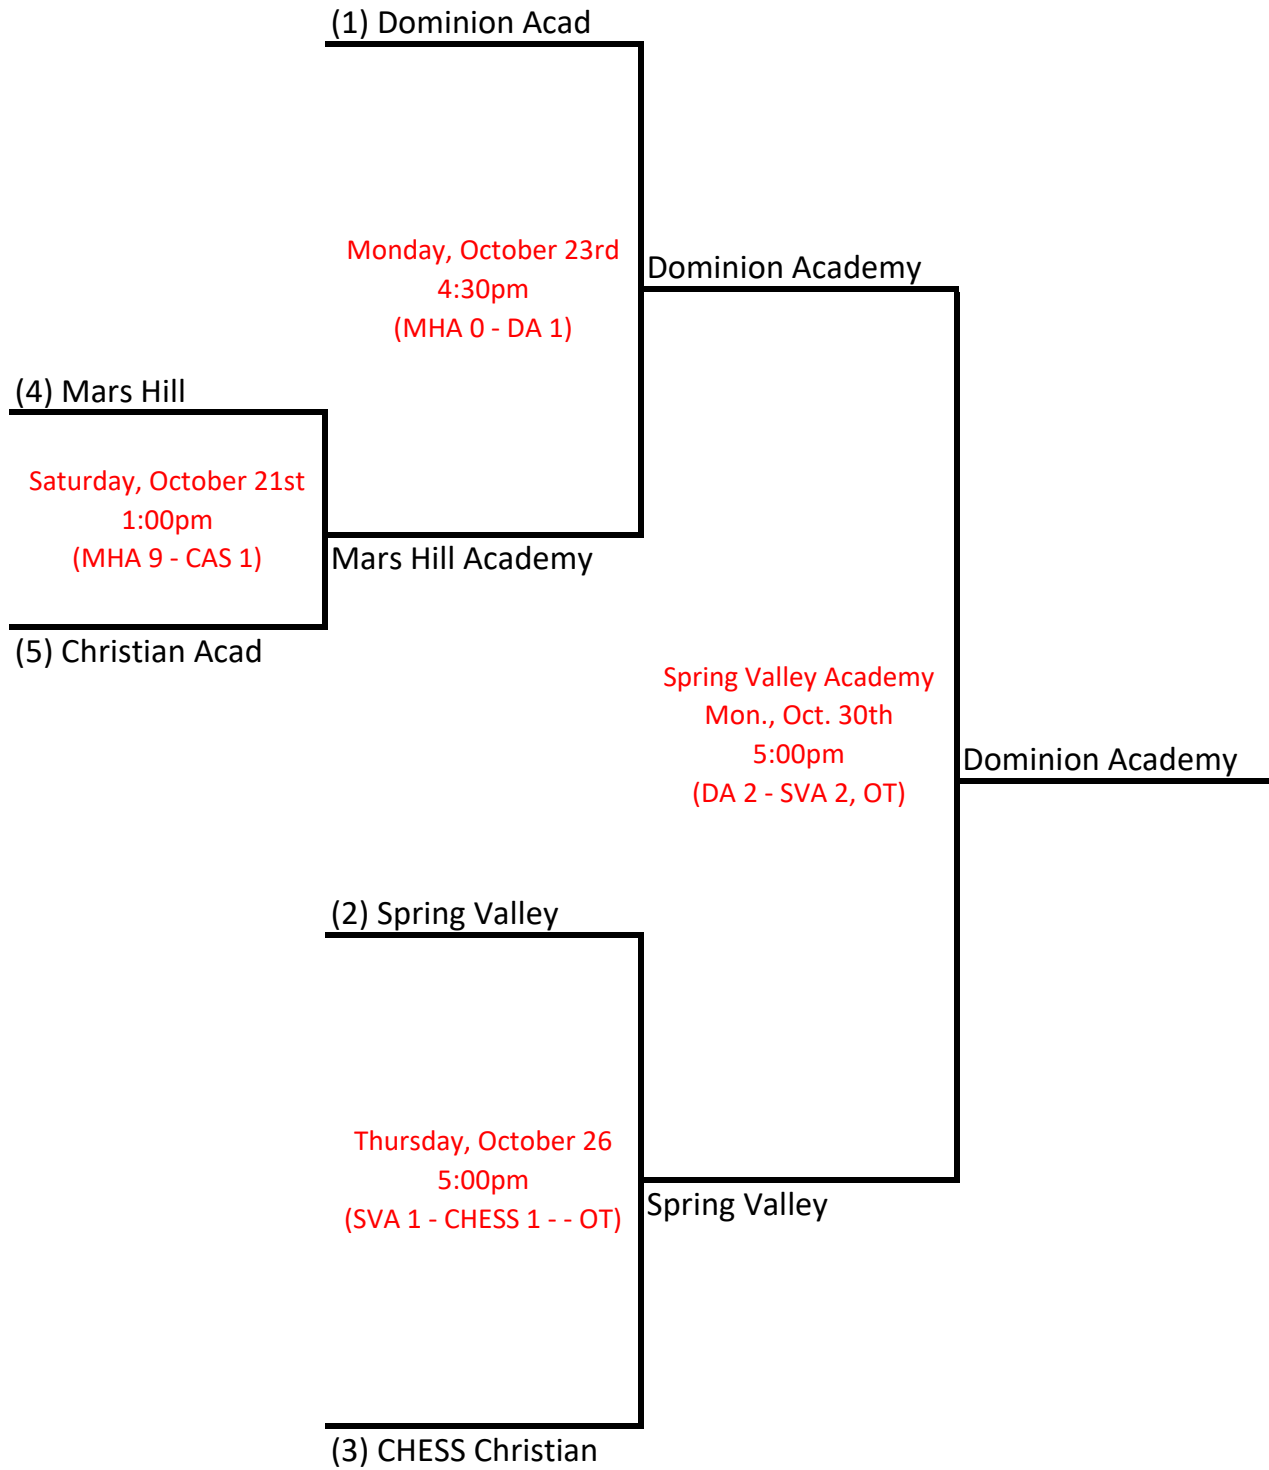 (1) Dominion Acad
Monday, October 23rd
4:30pm
(MHA 0 - DA 1)
Dominion Academy
(4) Mars Hill
Saturday, October 21st
1:00pm
(MHA 9 - CAS 1)
Mars Hill Academy
(5) Christian Acad
Spring Valley Academy
Mon., Oct. 30th
5:00pm
(DA 2 - SVA 2, OT)
Dominion Academy
(2) Spring Valley
Thursday, October 26
5:00pm
(SVA 1 - CHESS 1 - - OT)
Spring Valley
(3) CHESS Christian